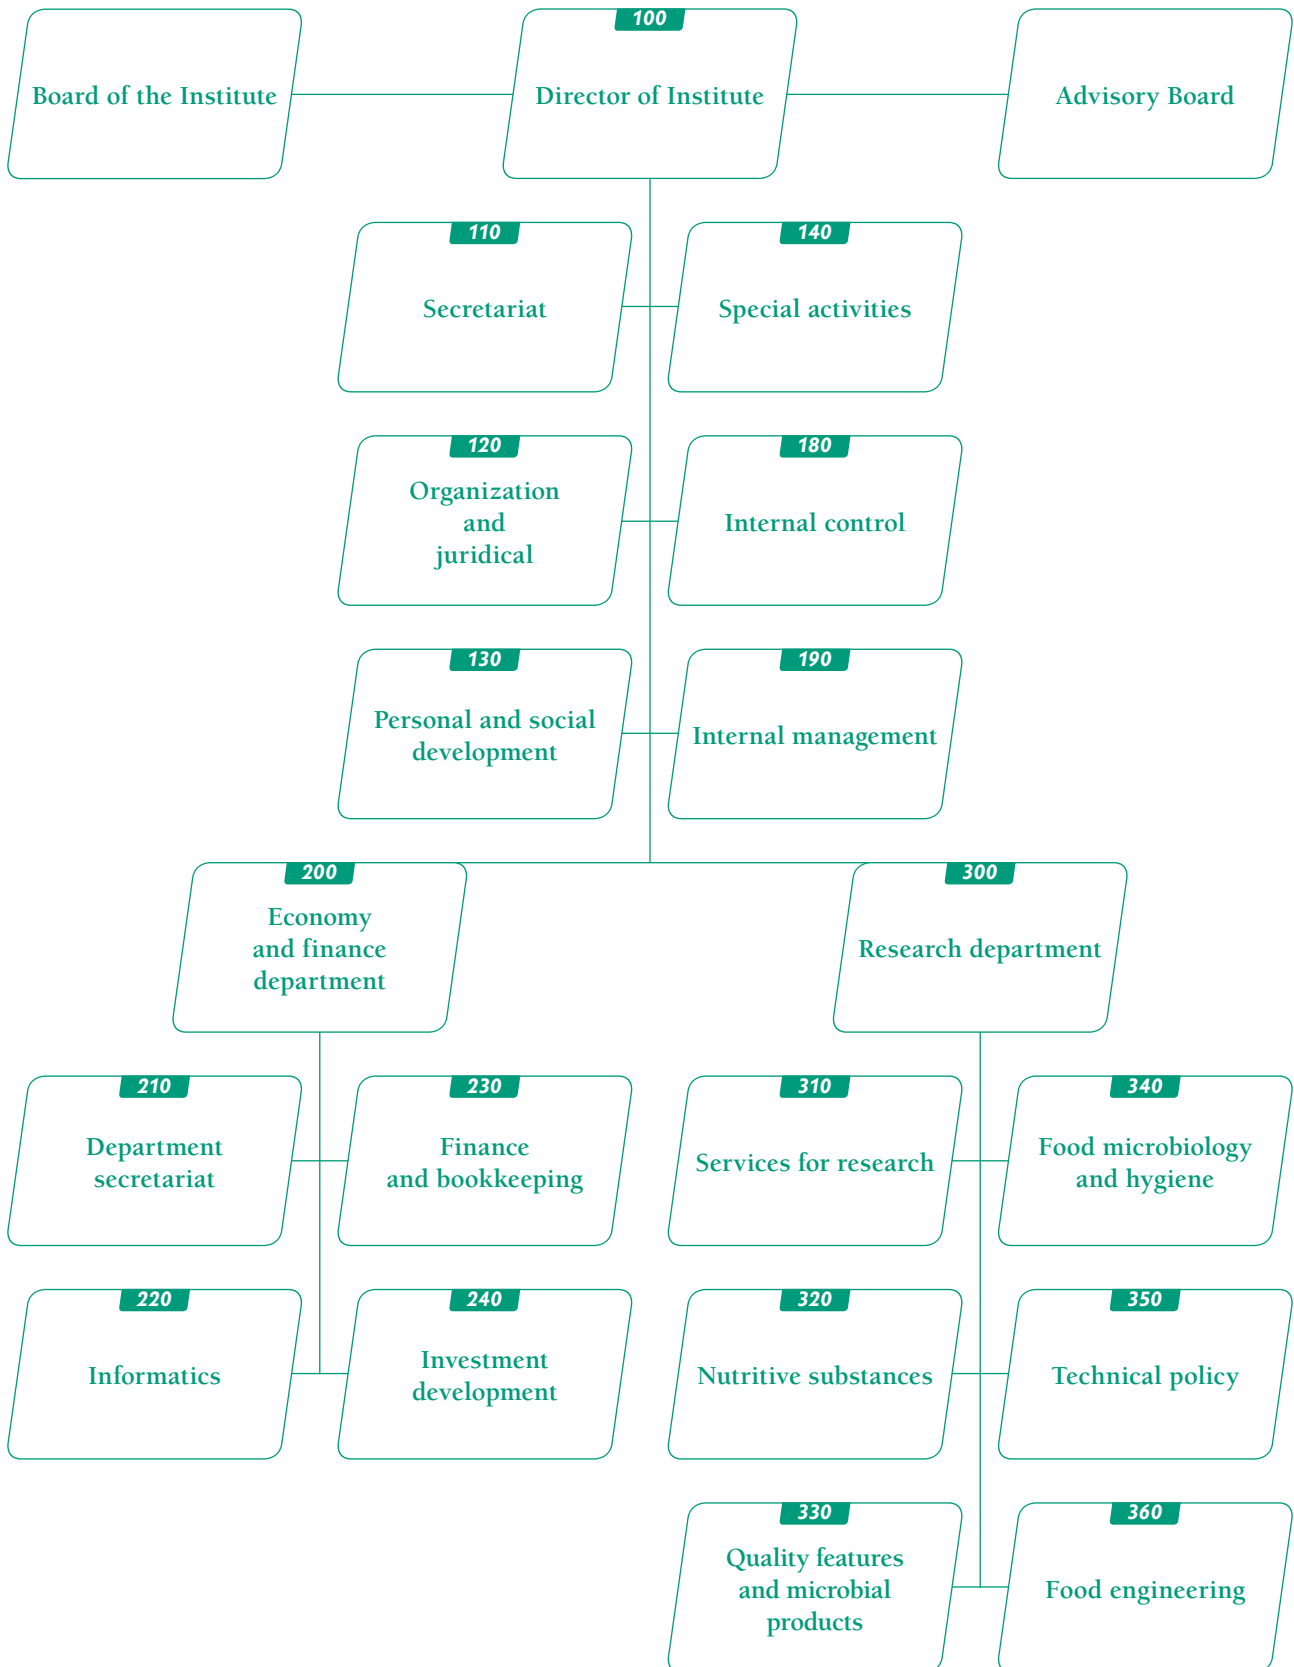 Board of the Institute
100
Director of Institute
Advisory Board
110
Secretariat
140
Special activities
120
Organization
and
juridical
180
Internal control
130
Personal and social
development
190
Internal management
200
Economy
and finance
department
300
Research department
210
Department
secretariat
230
Finance
and bookkeeping
310
Services for research
340
Food microbiology
and hygiene
220
Informatics
240
Investment
development
320
Nutritive substances
350
Technical policy
330
Quality features
and microbial
products
360
Food engineering